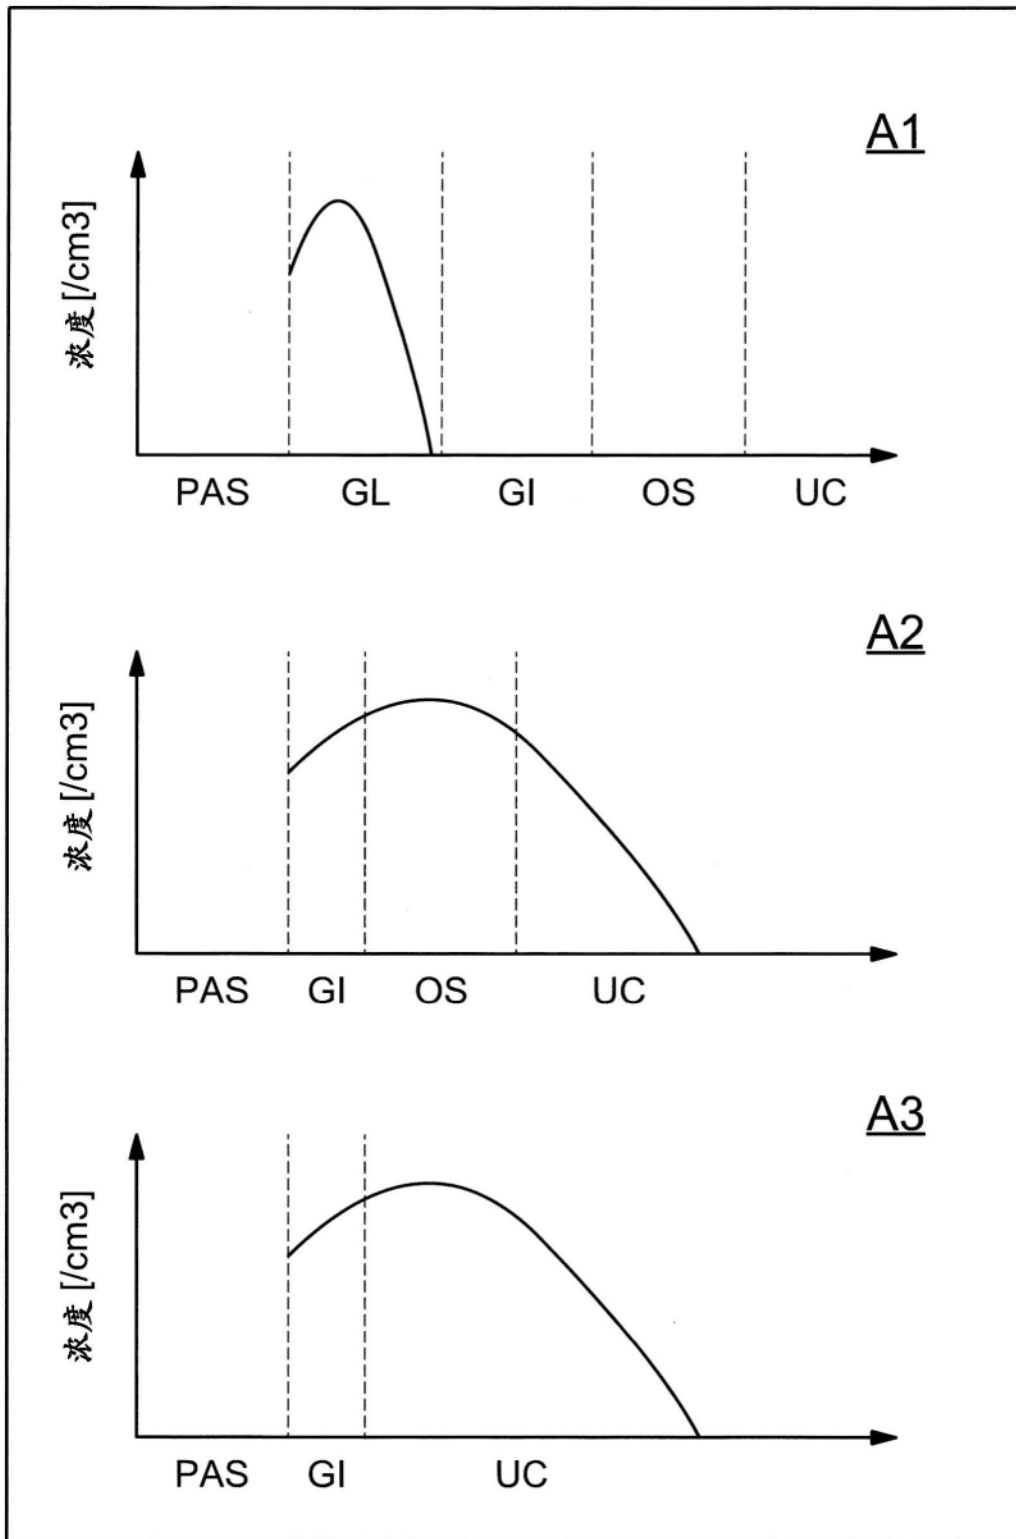 A1
浓度 [/cm3]
PAS GL GI OS UC
A2
浓度 [/cm3]
PAS GI OS UC
A3
浓度 [/cm3]
PAS GI UC